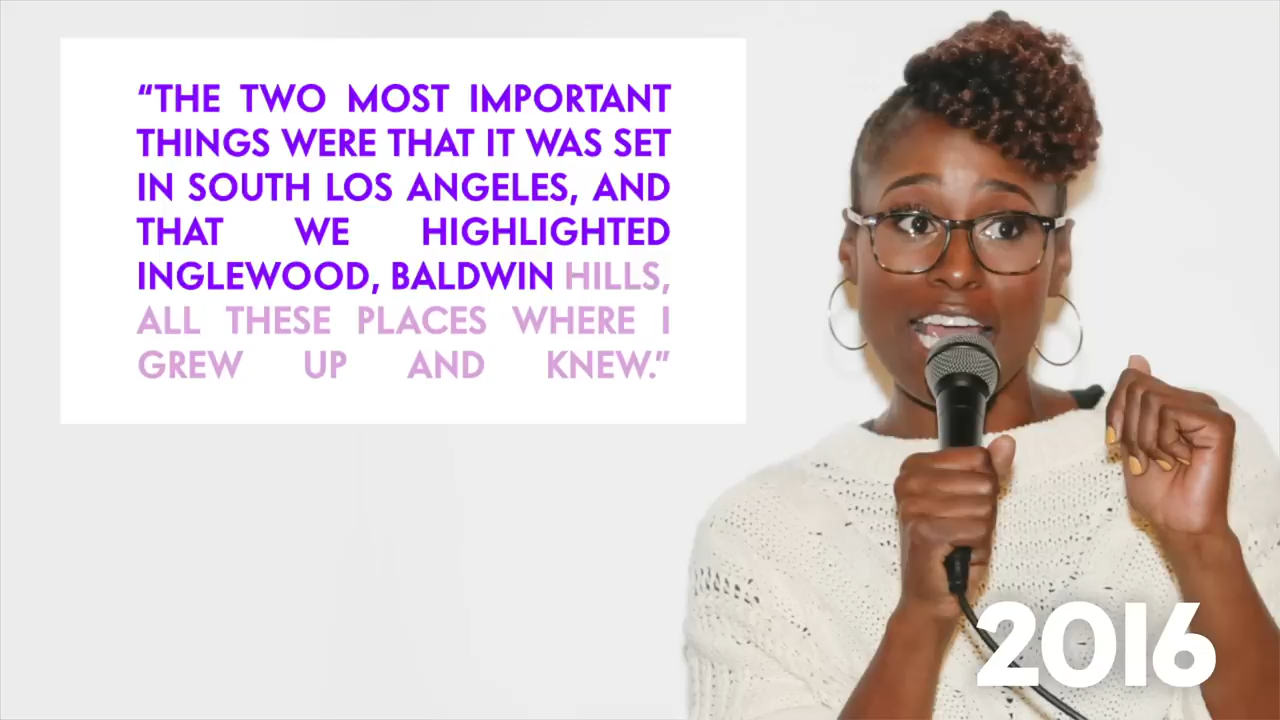 “THE TWO MOST IMPORTANT
THINGS WERE THAT IT WAS SET
IN SOUTH LOS ANGELES, AND
THAT WE HIGHLIGHTED
INGLEWOOD, BALDWIN HILLS,
ALL THESE PLACES WHERE I
GREW UP AND KNEW.”
2016